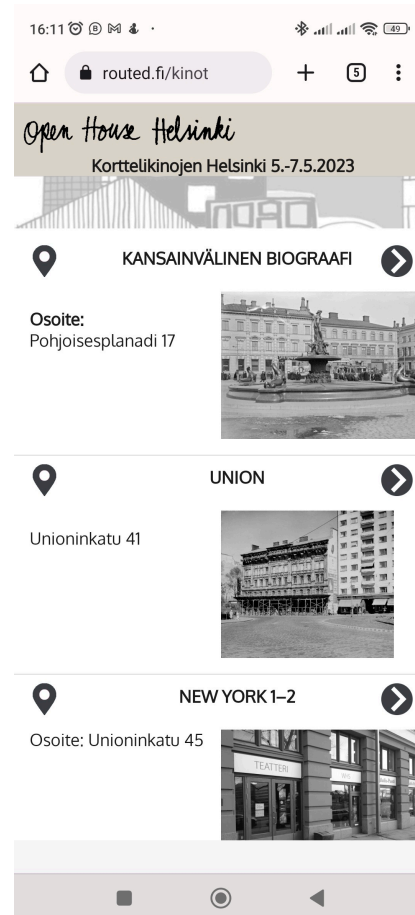 16:11
49
routed.fi/kinot
5
Open House Helsinki
Korttelikinojen Helsinki 5.-7.5.2023
KANSAINVÄLINEN BIOGRAAFI
Osoite:
Pohjoisesplanadi 17
UNION
Unioninkatu 41
NEW YORK 1–2
Osoite: Unioninkatu 45
TEATTERI